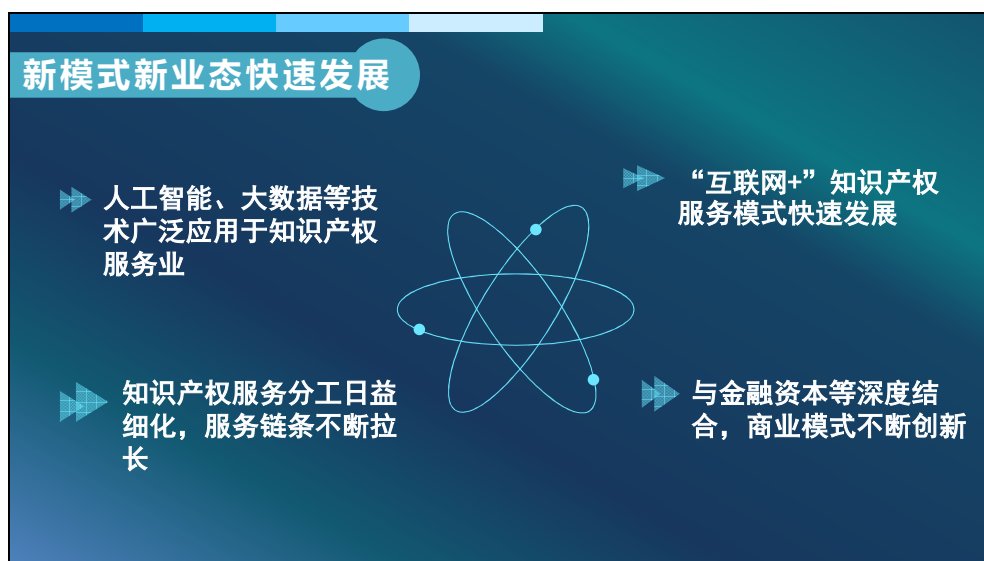 新模式新业态快速发展
人工智能、大数据等技
术广泛应用于知识产权
服务业
“互联网+”知识产权
服务模式快速发展
知识产权服务分工日益
细化，服务链条不断拉
长
与金融资本等深度结
合，商业模式不断创新